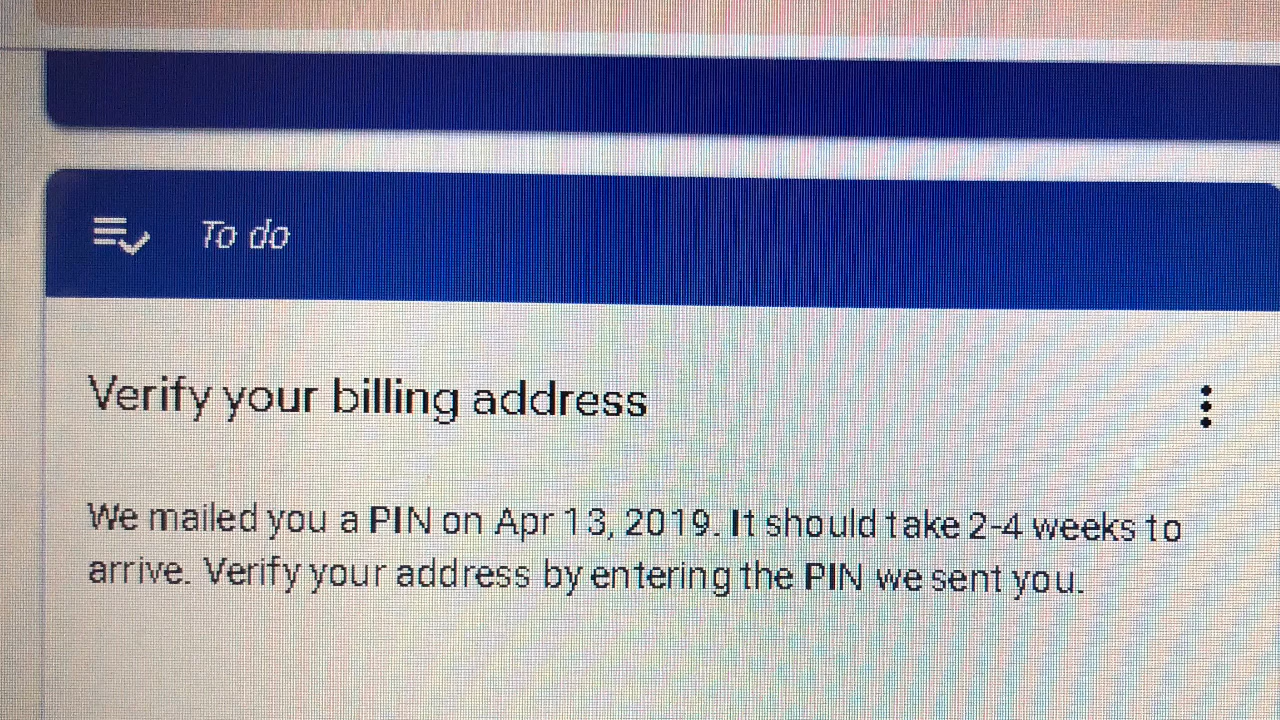 To do
Verify your billing address
We mailed you a PIN on Apr 13, 2019. It should take 2-4 weeks to
arrive. Verify your address by entering the PIN we sent you.